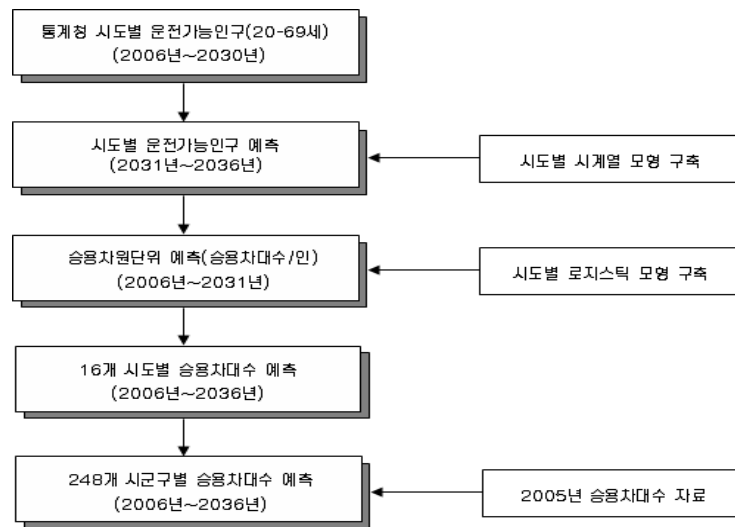 통계청 시도별 운전가능인구(20-69세)
(2006년~2030년)
시도별 운전가능인구 예측
(2031년~2036년)
시도별 시계열 모형 구축
승용차원단위 예측(승용차대수/인)
(2006년~2031년)
시도별 로지스틱 모형 구축
16개 시도별 승용차대수 예측
(2006년~2036년)
248개 시군구별 승용차대수 예측
(2006년~2036년)
2005년 승용차대수 자료